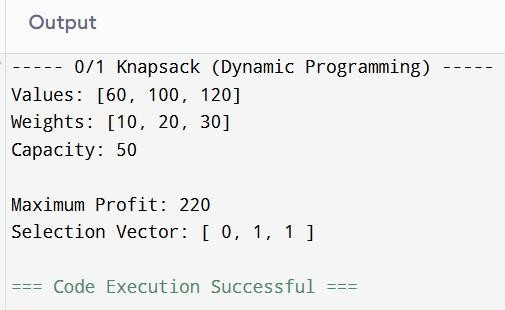 Output
----- 0/1 Knapsack (Dynamic Programming) -----
Values: [60, 100, 120]
Weights: [10, 20, 30]
Capacity: 50
Maximum Profit: 220
Selection Vector: [ 0, 1, 1 ]
=== Code Execution Successful ===